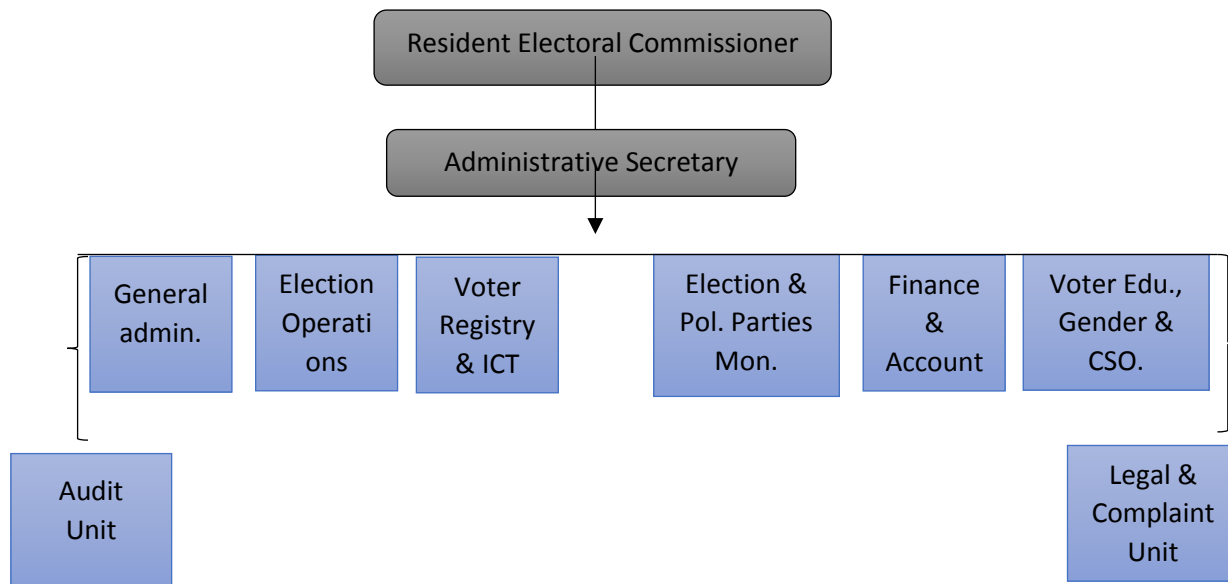 Resident Electoral Commissioner
Administrative Secretary
General
admin.
Election
Operati
ons
Voter
Registry
& ICT
Election &
Pol. Parties
Mon.
Finance
&
Account
Voter Edu.,
Gender &
CSO.
Audit
Unit
Legal &
Complaint
Unit